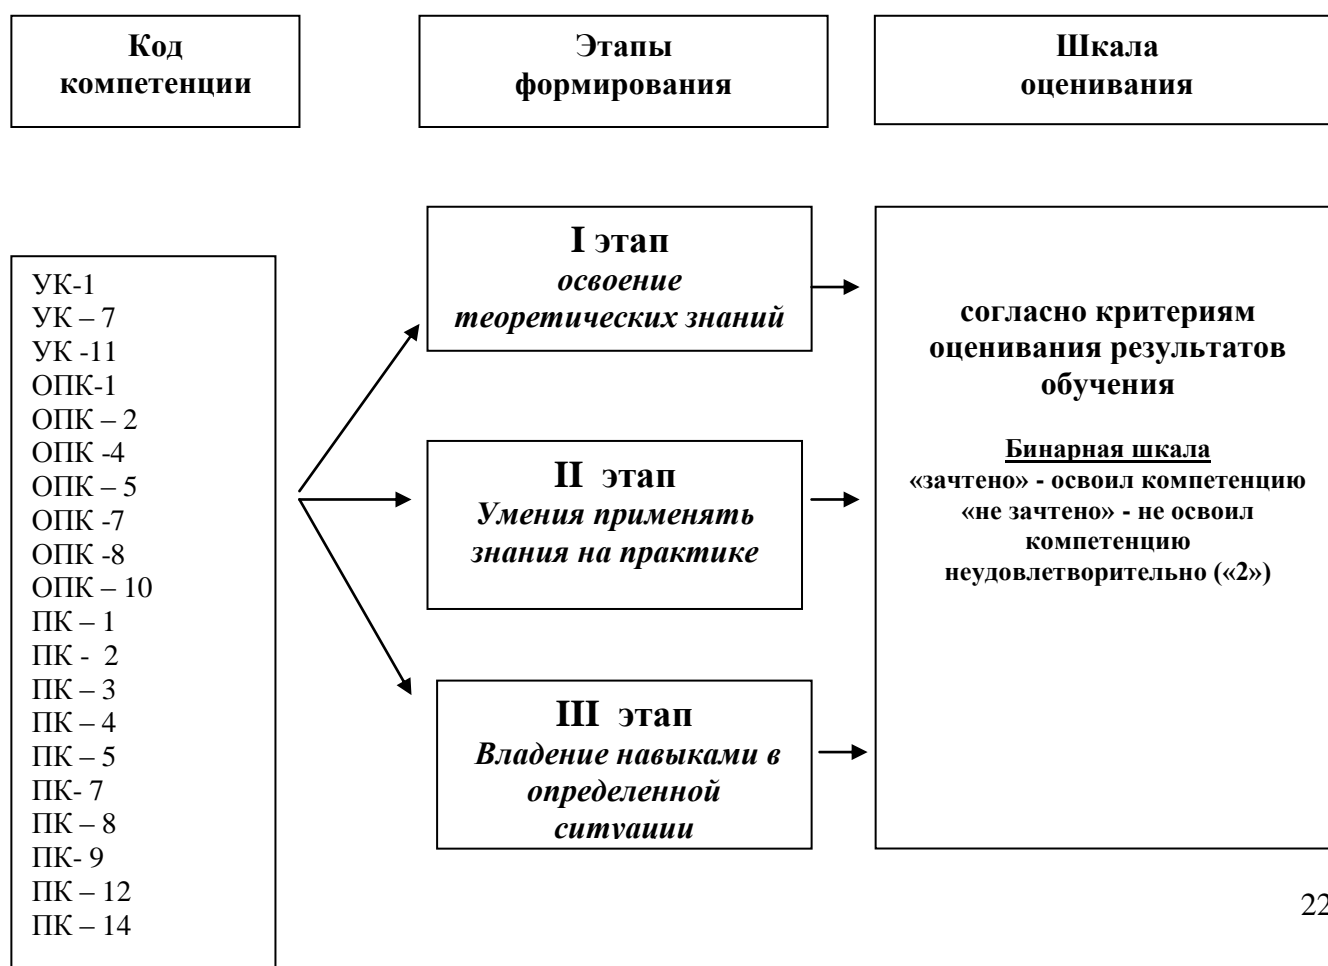 Код
компетенции
Этапы
формирования
Шкала
оценивания
УК-1
УК – 7
УК -11
ОПК-1
ОПК – 2
ОПК -4
ОПК – 5
ОПК -7
ОПК -8
ОПК – 10
ПК – 1
ПК -  2
ПК – 3
ПК – 4
ПК – 5
ПК- 7
ПК – 8
ПК- 9
ПК – 12
ПК – 14
I этап
освоение
теоретических знаний
II  этап
Умения применять
знания на практике
III  этап
Владение навыками в
определенной
ситуации
согласно критериям
оценивания результатов
обучения
Бинарная шкала
«зачтено» - освоил компетенцию
«не зачтено» - не освоил
компетенцию
неудовлетворительно («2»)
22